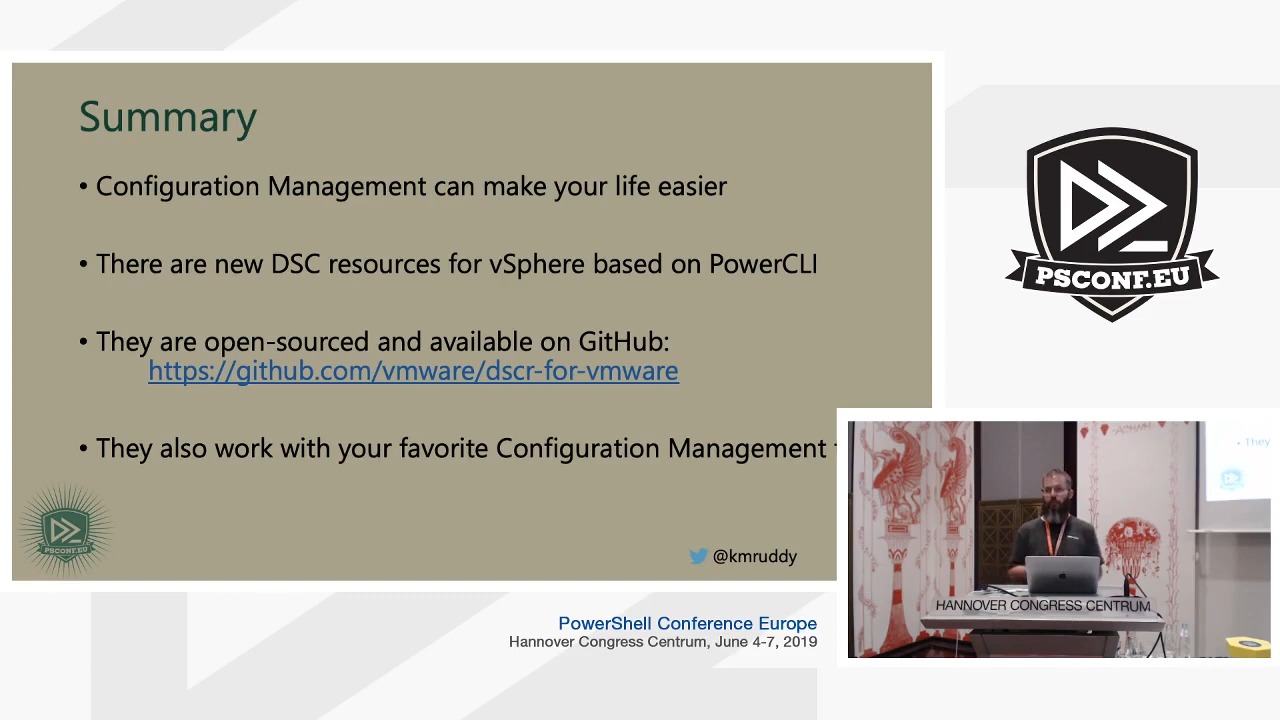 Summary
• Configuration Management can make your life easier
• There are new DSC resources for vSphere based on PowerCLI
• They are open-sourced and available on GitHub:
https://github.com/vmware/dscr-for-vmware
• They also work with your favorite Configuration Management
PSCONF.EU
@kmruddy
PSCONF.EU
• They
HANNOVER CONGRESS CENTRUM
PowerShell Conference Europe
Hannover Congress Centrum, June 4-7, 2019